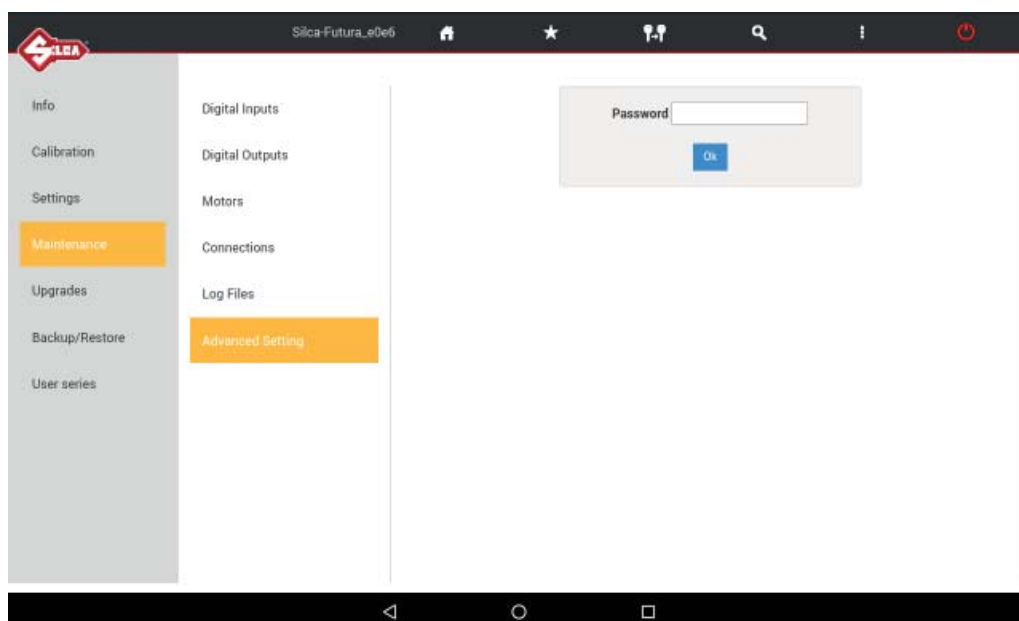 SILCA
Silca-Futura_e0e6
Info
Calibration
Settings
Maintenance
Upgrades
Backup/Restore
User series
Digital Inputs
Digital Outputs
Motors
Connections
Log Files
Advanced Setting
Password
Ok